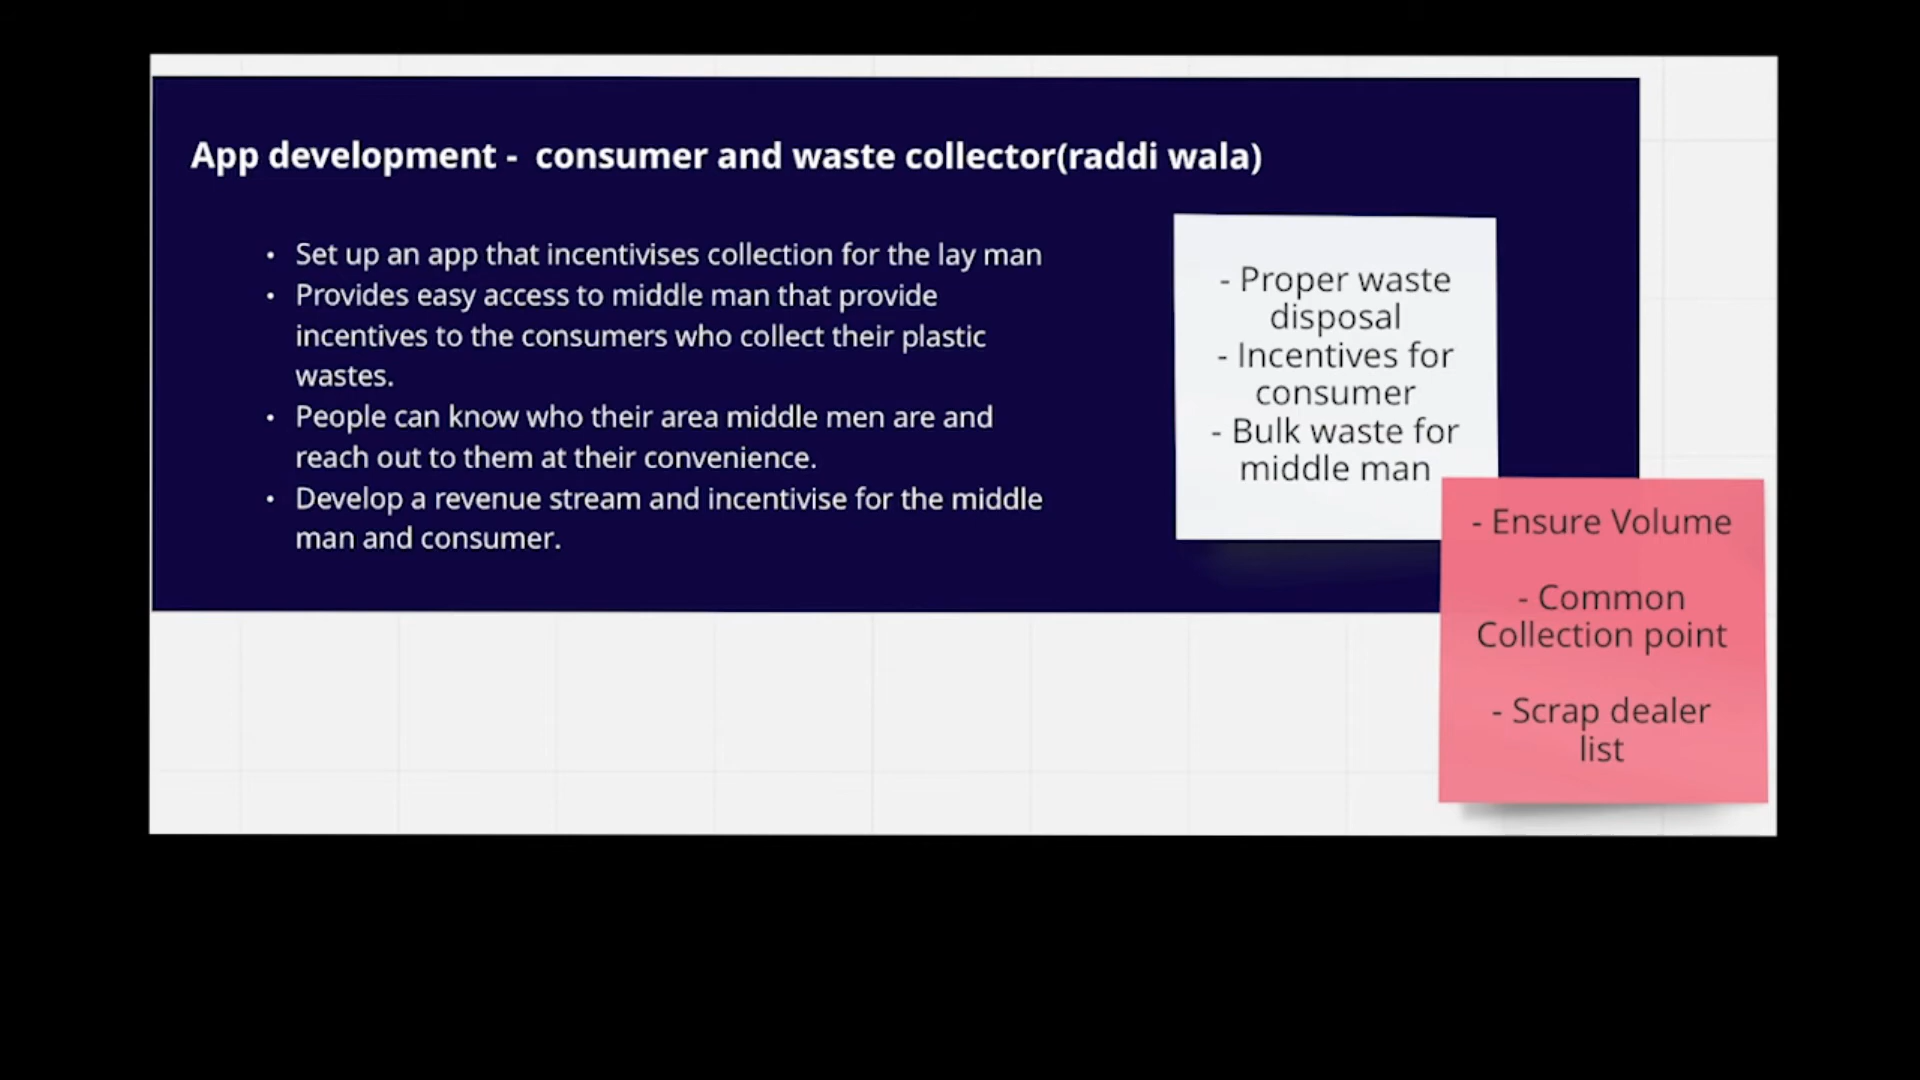 App development -  consumer and waste collector(raddi wala)
• Set up an app that incentivises collection for the lay man
• Provides easy access to middle man that provide
incentives to the consumers who collect their plastic
wastes.
• People can know who their area middle men are and
reach out to them at their convenience.
• Develop a revenue stream and incentivise for the middle
man and consumer.
- Proper waste
disposal
- Incentives for
consumer
- Bulk waste for
middle man
- Ensure Volume
- Common
Collection point
- Scrap dealer
list